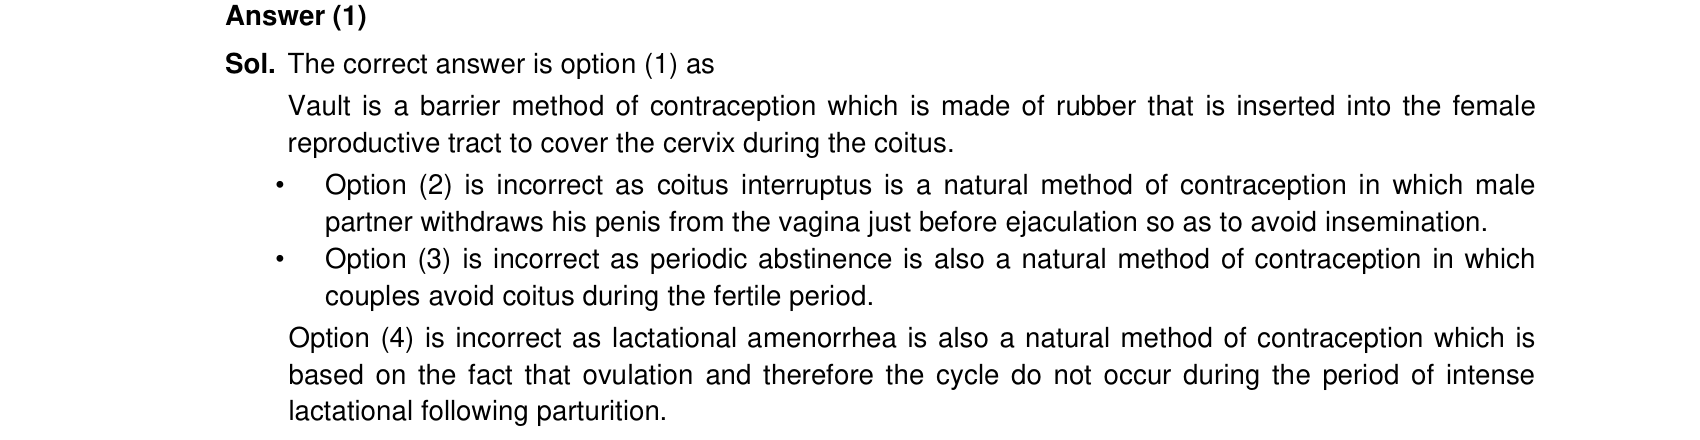 Answer (1)
Sol. The correct answer is option (1) as
Vault is a barrier method of contraception which is made of rubber that is inserted into the female
reproductive tract to cover the cervix during the coitus.
• Option (2) is incorrect as coitus interruptus is a natural method of contraception in which male
partner withdraws his penis from the vagina just before ejaculation so as to avoid insemination.
• Option (3) is incorrect as periodic abstinence is also a natural method of contraception in which
couples avoid coitus during the fertile period.
Option (4) is incorrect as lactational amenorrhea is also a natural method of contraception which is
based on the fact that ovulation and therefore the cycle do not occur during the period of intense
lactational following parturition.